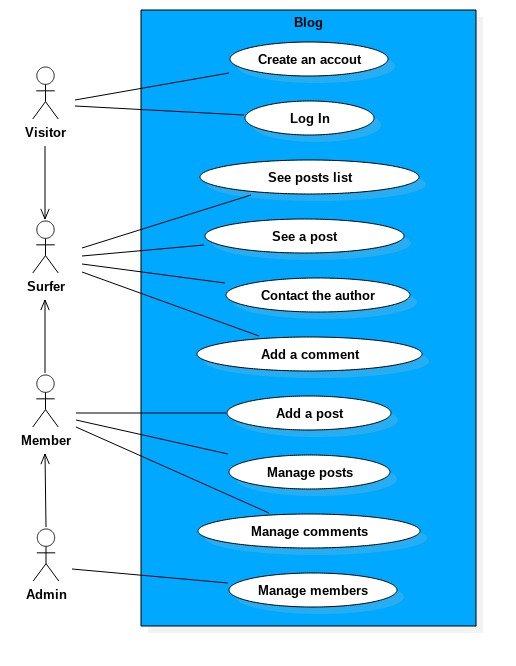 Blog
Create an accout
Visitor
Log In
See posts list
See a post
Surfer
Contact the author
Add a comment
Add a post
Member
Manage posts
Manage comments
Manage members
Admin